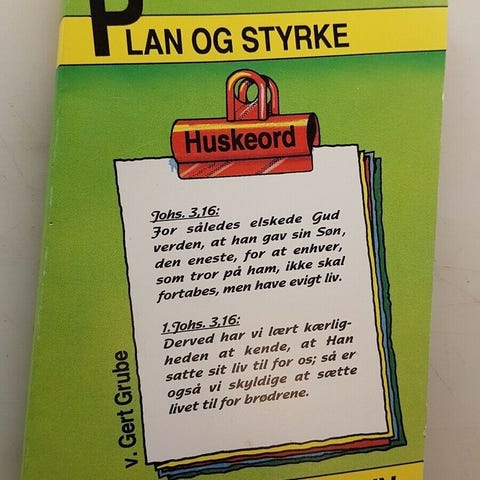 PLAN OG STYRKE
Huskeord
Johs. 3,16:
For således elskede Gud
verden, at han gav sin Søn,
den eneste, for at enhver,
som tror på ham, ikke skal
fortabes, men have evigt liv.
1.Johs. 3,16:
Derved har vi lært kærlig-
heden at kende, at Han
satte sit liv til for os; så er
også vi skyldige at sætte
livet til for brødrene.
v. Gert Grube